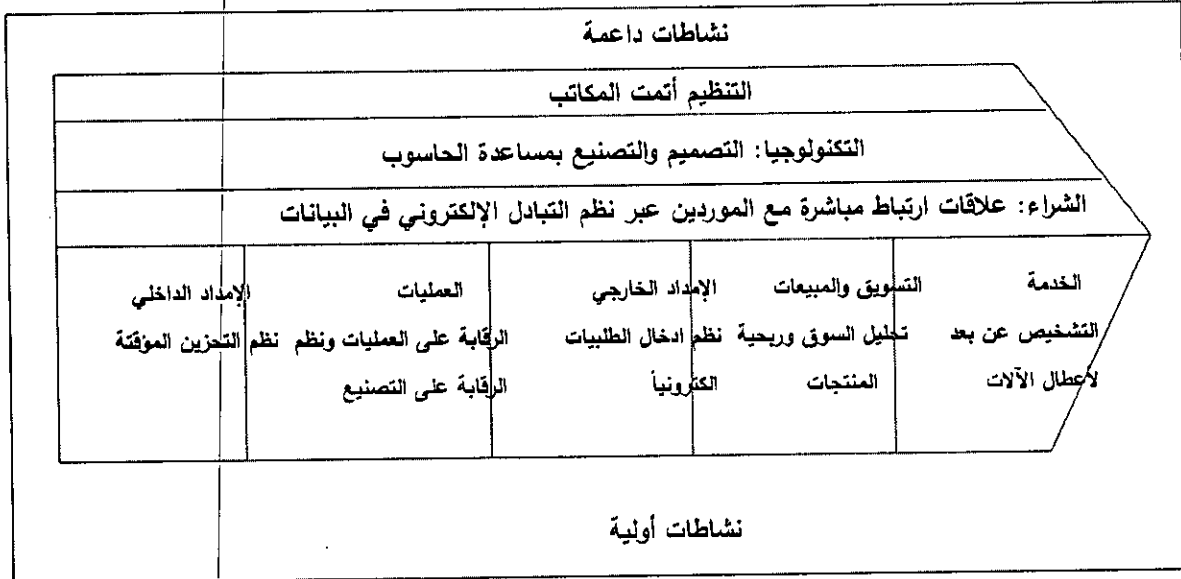 نشاطات داعمة
التنظيم أتمت المكاتب
التكنولوجيا: التصميم والتصنيع بمساعدة الحاسوب
الشراء: علاقات ارتباط مباشرة مع الموردين عبر نظم التبادل الإلكتروني في البيانات
الخدمة
التشخيص عن بعد
لأعطال الآلات
التسويق والمبيعات
تحليل السوق وربحية
المنتجات
الإمداد الخارجي
نظم ادخال الطلبيات
الكترونياً
العمليات
الرقابة على العمليات ونظم
الرقابة على التصنيع
الإمداد الداخلي
نظم التخزين المؤقتة
نشاطات أولية